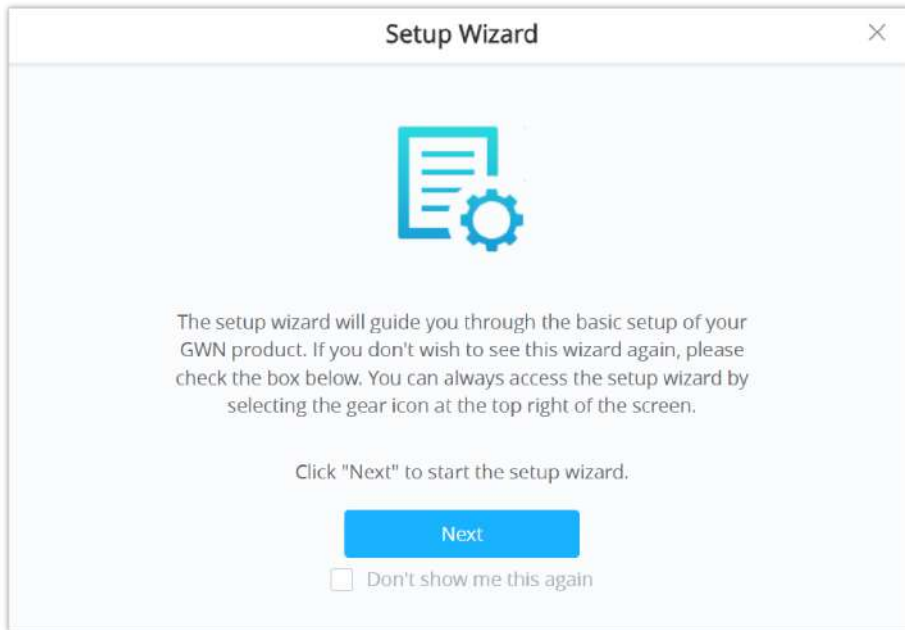 Setup Wizard
The setup wizard will guide you through the basic setup of your
GWN product. If you don't wish to see this wizard again, please
check the box below. You can always access the setup wizard by
selecting the gear icon at the top right of the screen.
Click "Next" to start the setup wizard.
Next
Don't show me this again